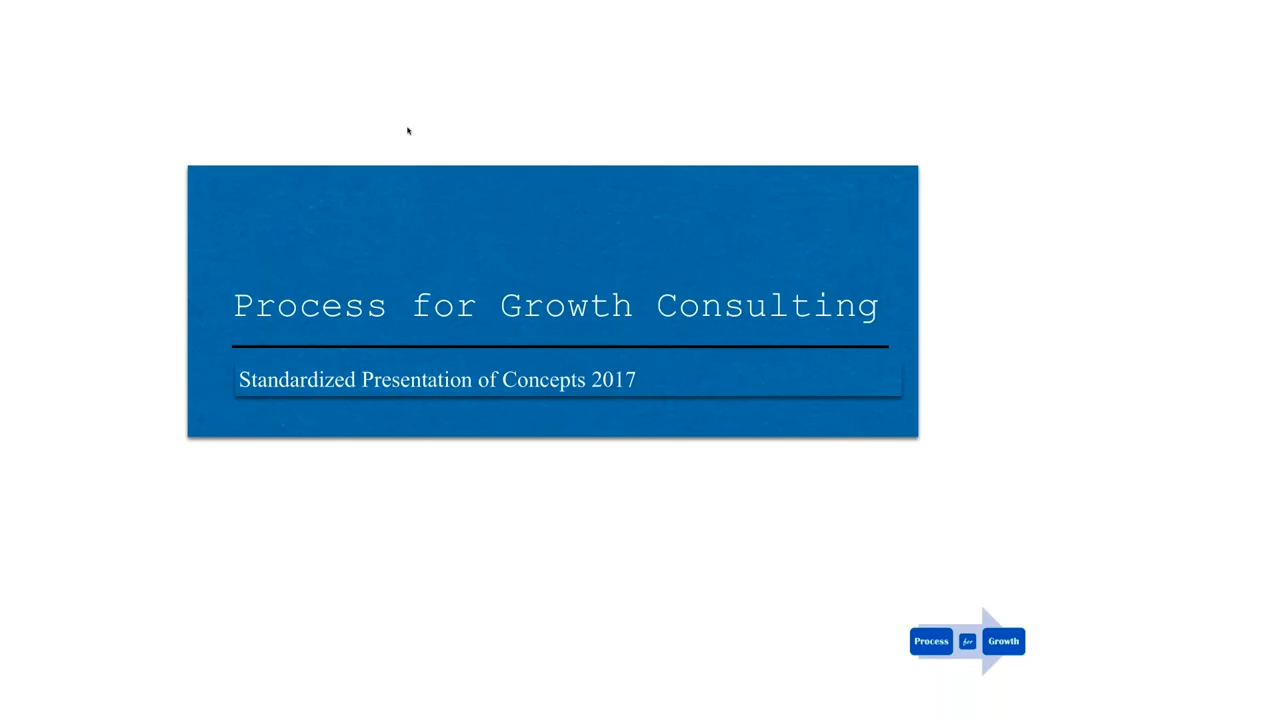 Process for Growth Consulting
Standardized Presentation of Concepts 2017
Process for Growth